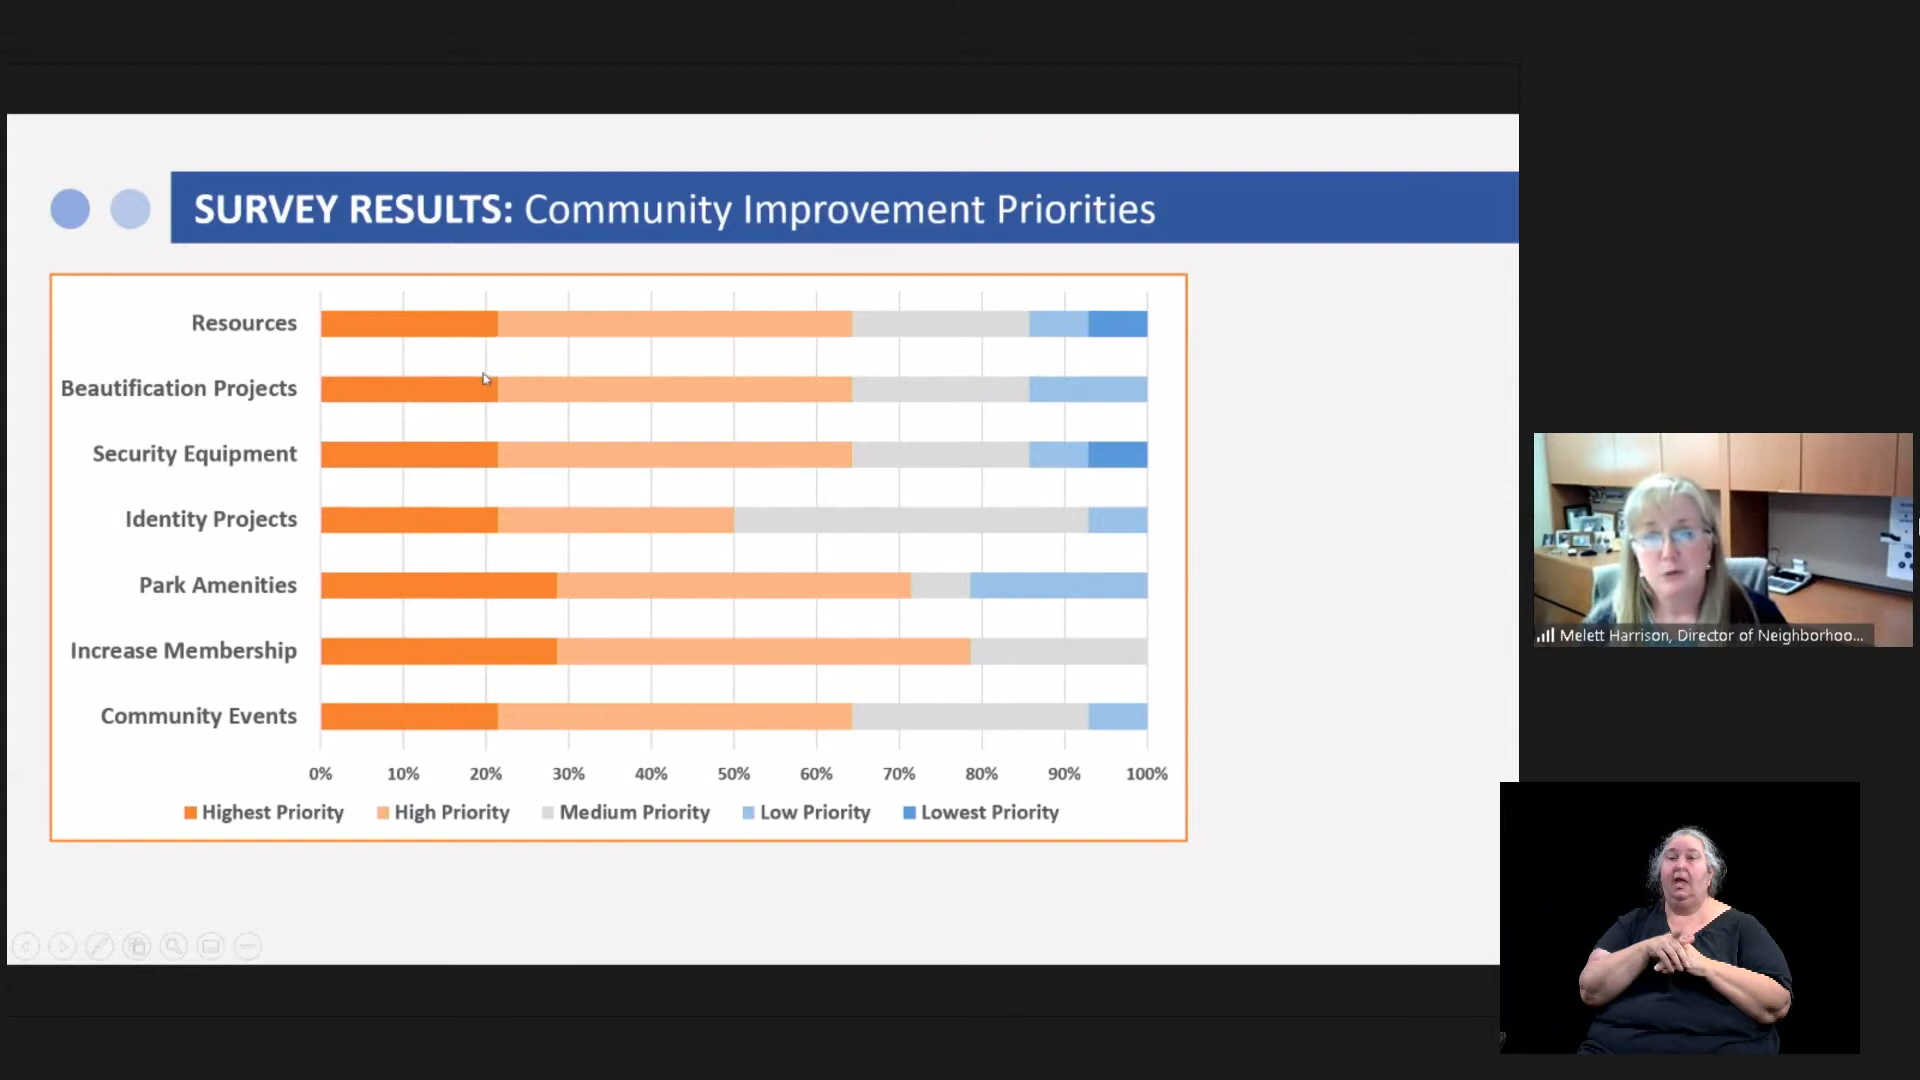 SURVEY RESULTS: Community Improvement Priorities
Resources
Beautification Projects
Security Equipment
Identity Projects
Park Amenities
Increase Membership
Community Events
0% 10% 20% 30% 40% 50% 60% 70% 80% 90% 100%
Highest Priority High Priority Medium Priority Low Priority Lowest Priority
Melett Harrison, Director of Neighborhoo...